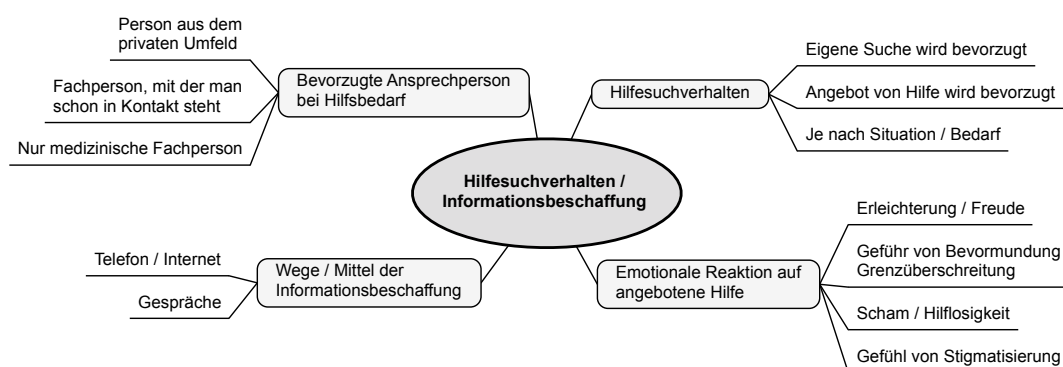 Person aus dem
privaten Umfeld
Fachperson, mit der man
schon in Kontakt steht
Nur medizinische Fachperson
Bevorzugte Ansprechperson
bei Hilfsbedarf
Hilfesuchverhalten
Eigene Suche wird bevorzugt
Angebot von Hilfe wird bevorzugt
Je nach Situation / Bedarf
Hilfesuchverhalten /
Informationsbeschaffung
Telefon / Internet
Gespräche
Wege / Mittel der
Informationsbeschaffung
Emotionale Reaktion auf
angebotene Hilfe
Erleichterung / Freude
Geführ von Bevormundung
Grenzüberschreitung
Scham / Hilflosigkeit
Gefühl von Stigmatisierung